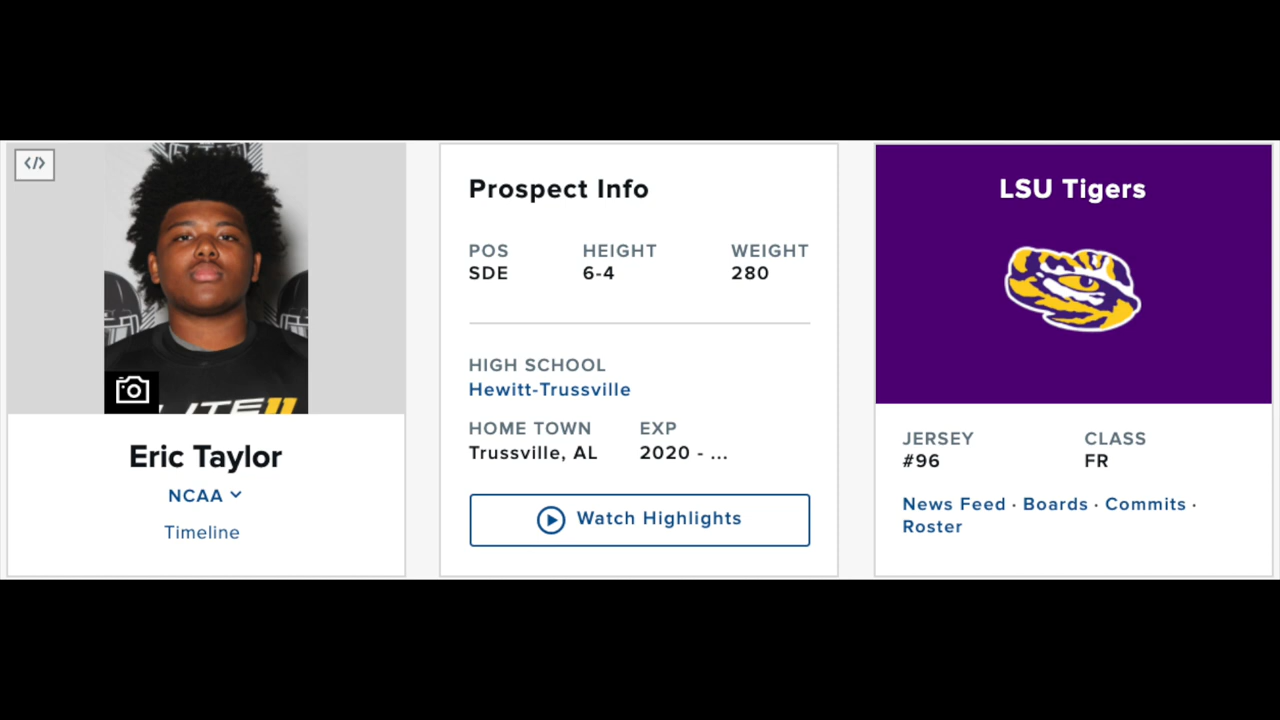 </>
LITE11
Eric Taylor
NCAA
Timeline
Prospect Info
POS HEIGHT WEIGHT
SDE 6-4 280
HIGH SCHOOL
Hewitt-Trussville
HOME TOWN EXP
Trussville, AL 2020 - ...
Watch Highlights
LSU Tigers
JERSEY CLASS
#96 FR
News Feed · Boards · Commits ·
Roster